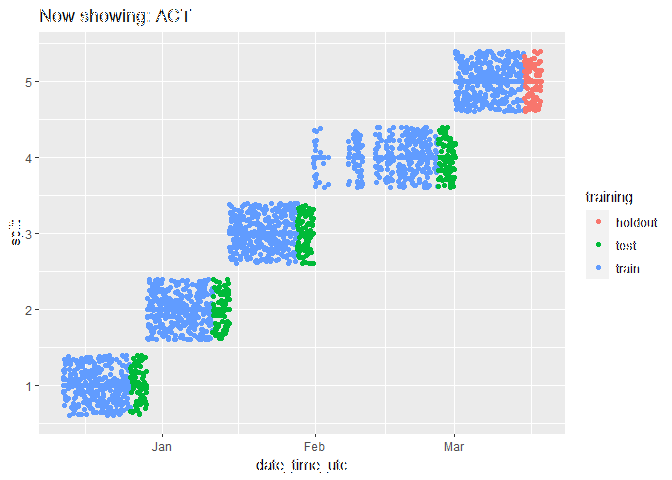 Now showing: ACT
5
4
3
2
1
split
Jan
Feb
Mar
date_time_utc
training
holdout
test
train